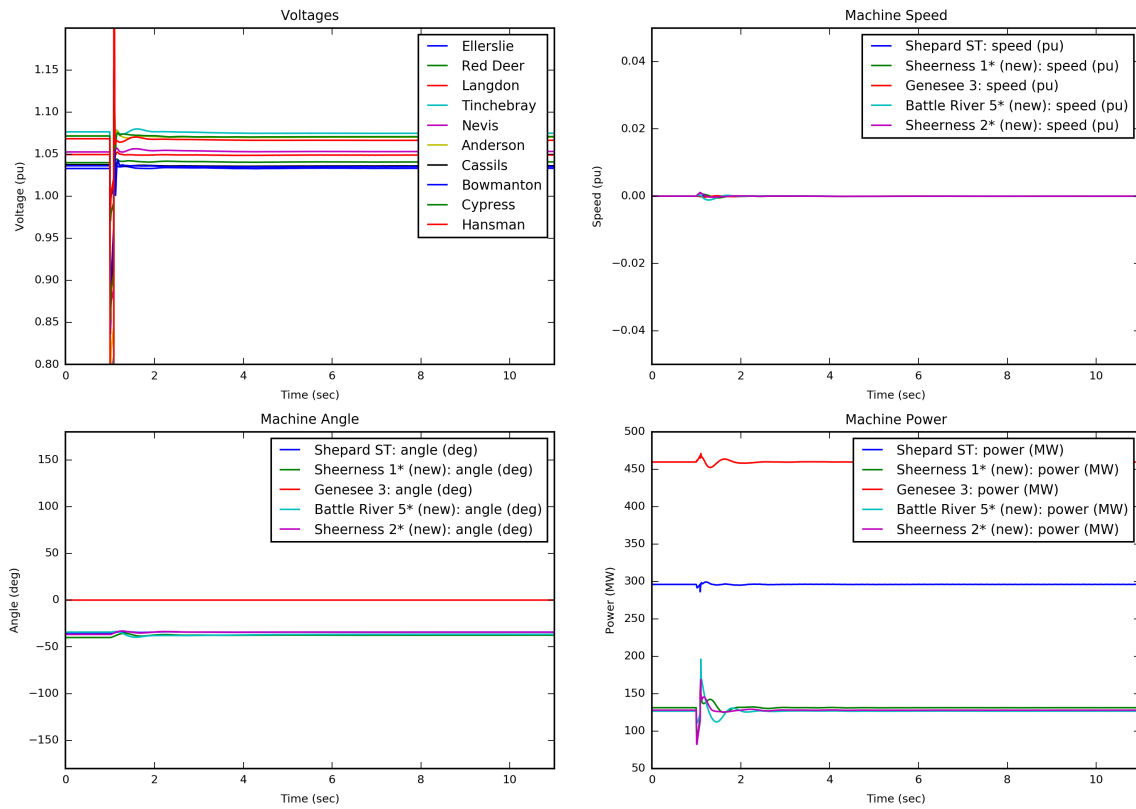 Voltages
1.15
1.10
1.05
1.00
0.95
0.90
0.85
0.80
Voltage (pu)
0 2 4 6 8 10
Time (sec)
Ellerslie
Red Deer
Langdon
Tinchebray
Nevis
Anderson
Cassils
Bowmanton
Cypress
Hansman
Machine Speed
0.04
0.02
0.00
−0.02
−0.04
Speed (pu)
0 2 4 6 8 10
Time (sec)
Shepard ST: speed (pu)
Sheerness 1* (new): speed (pu)
Genesee 3: speed (pu)
Battle River 5* (new): speed (pu)
Sheerness 2* (new): speed (pu)
Machine Angle
150
100
50
0
−50
−100
−150
Angle (deg)
0 2 4 6 8 10
Time (sec)
Shepard ST: angle (deg)
Sheerness 1* (new): angle (deg)
Genesee 3: angle (deg)
Battle River 5* (new): angle (deg)
Sheerness 2* (new): angle (deg)
Machine Power
500
450
400
350
300
250
200
150
100
50
Power (MW)
0 2 4 6 8 10
Time (sec)
Shepard ST: power (MW)
Sheerness 1* (new): power (MW)
Genesee 3: power (MW)
Battle River 5* (new): power (MW)
Sheerness 2* (new): power (MW)